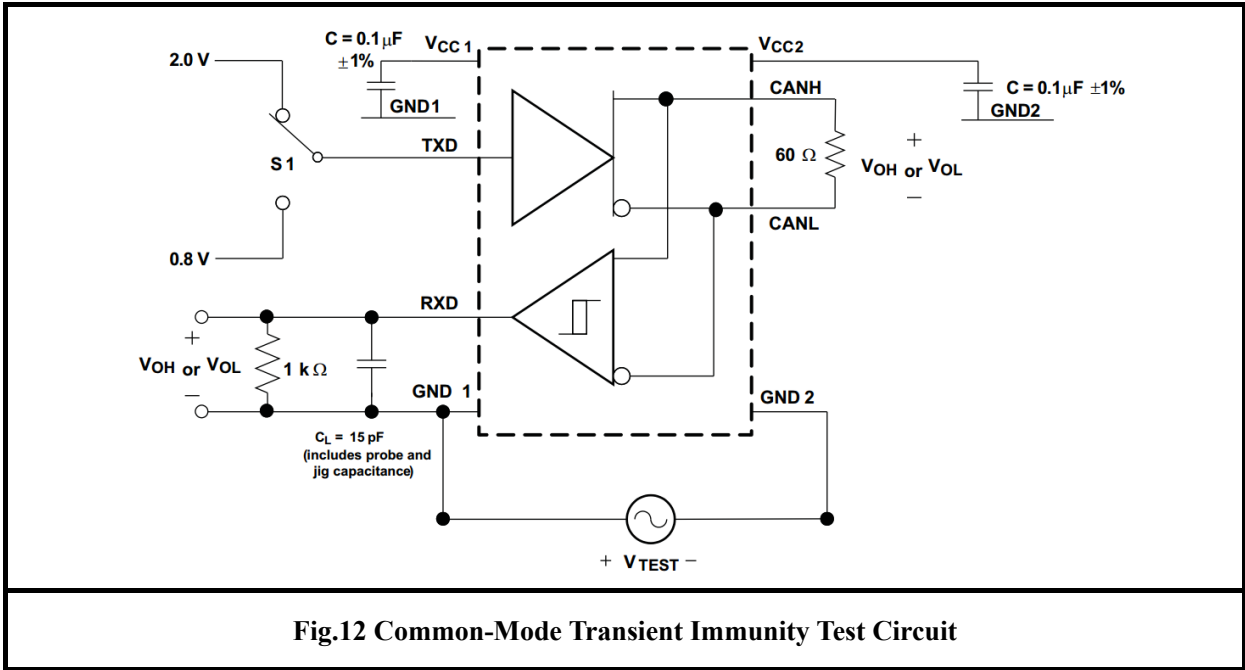 C = 0.1µF
±1%
VCC 1
VCC2
2.0 V
GND1
CANH
C = 0.1µF ±1%
GND2
S1
TXD
60 Ω
+
VOH or VOL
−
CANL
0.8 V
RXD
+
VOH or VOL
−
1 kΩ
GND 1
GND 2
CL = 15 pF
(includes probe and
jig capacitance)
+ VTEST −
Fig.12 Common-Mode Transient Immunity Test Circuit